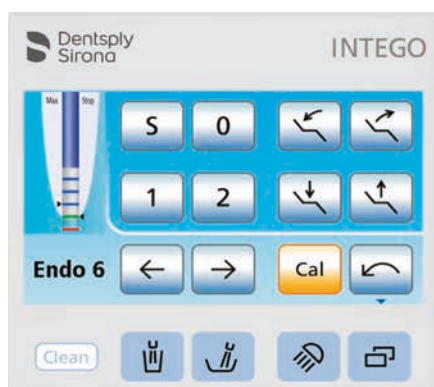 Dentsply
Sirona
INTEGO
Max Stop
S 0
1 2
Endo 6 Cal
Clean